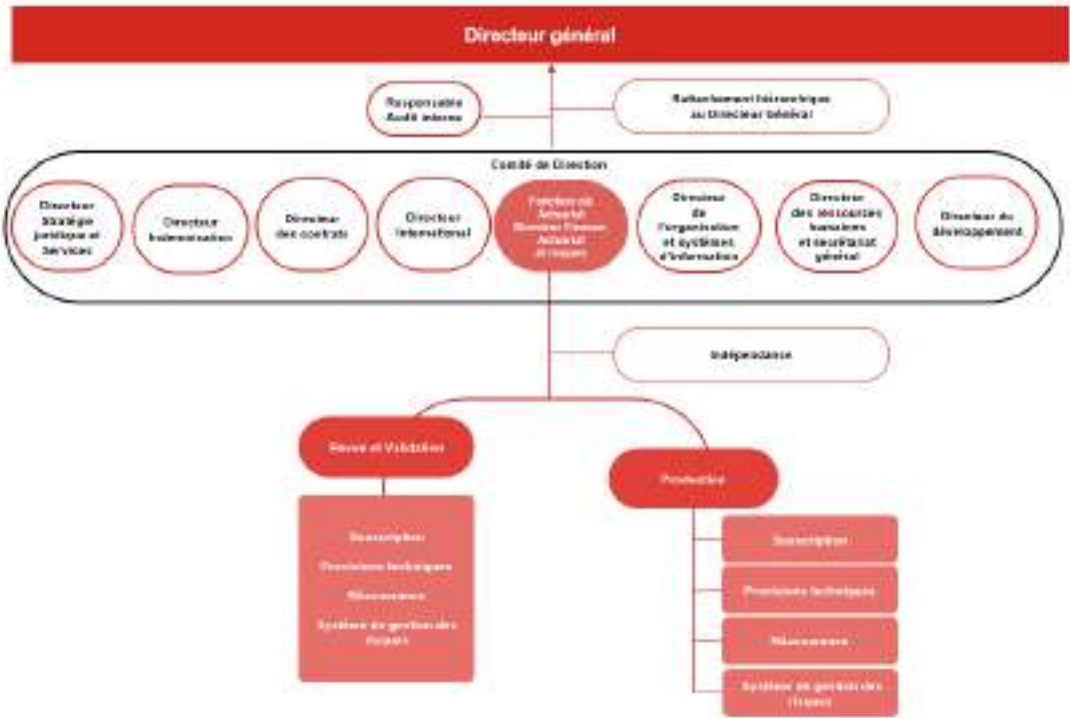 Directeur général
Responsable
Audit interne
Rattachement hiérarchique
au Directeur Général
Comité de Direction
Directeur
Stratégie
juridique et
Services
Directeur
Indemnisation
Directeur
des contrats
Directeur
International
Fonction clé
Actuariat
Directeur Finance
Actuariat
et risques
Directeur
de
l'organisation
et systèmes
d'information
Directeur
des ressources
humaines
et secrétariat
général
Directeur du
développement
Indépendance
Revue et Validation
Production
Souscription
Provisions techniques
Réassurance
Système de gestion des
risques
Souscription
Provisions techniques
Réassurance
Système de gestion des
risques